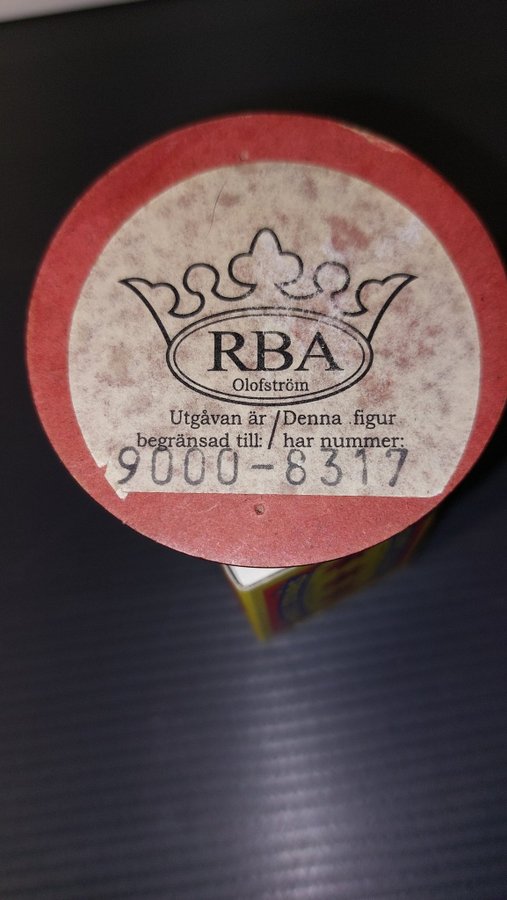 RBA
Olofström
Utgåvan är / Denna figur
begränsad till: / har nummer:
9000-8317